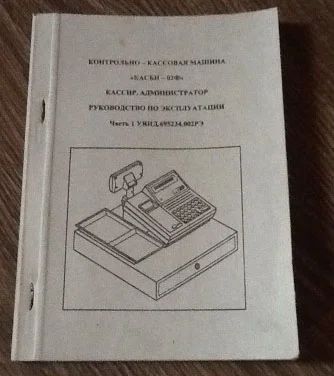 КОНТРОЛЬНО – КАССОВАЯ МАШИНА
«КАСБИ – 02Ф»
КАССИР, АДМИНИСТРАТОР
РУКОВОДСТВО ПО ЭКСПЛУАТАЦИИ
Часть 1 УЯИД.695234.002РЭ